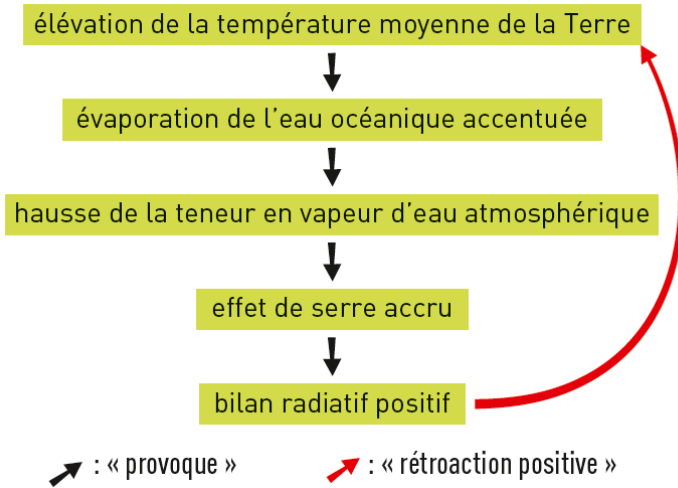 élévation de la température moyenne de la Terre
évaporation de l'eau océanique accentuée
hausse de la teneur en vapeur d'eau atmosphérique
effet de serre accru
bilan radiatif positif
: « provoque »
: « rétroaction positive »